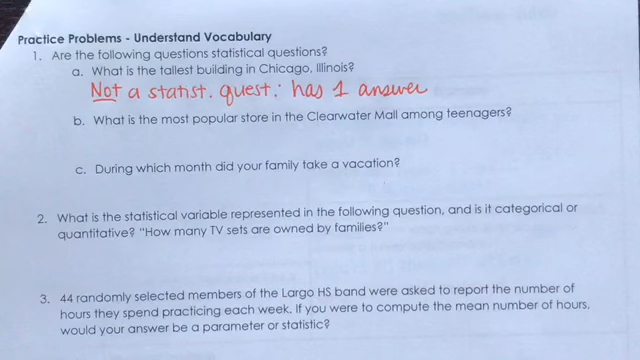 Practice Problems - Understand Vocabulary
1. Are the following questions statistical questions?
a. What is the tallest building in Chicago, Illinois?
Not a statist. quest.: has 1 answer
b. What is the most popular store in the Clearwater Mall among teenagers?
c. During which month did your family take a vacation?
2. What is the statistical variable represented in the following question, and is it categorical or
quantitative? "How many TV sets are owned by families?"
3. 44 randomly selected members of the Largo HS band were asked to report the number of
hours they spend practicing each week. If you were to compute the mean number of hours,
would your answer be a parameter or statistic?